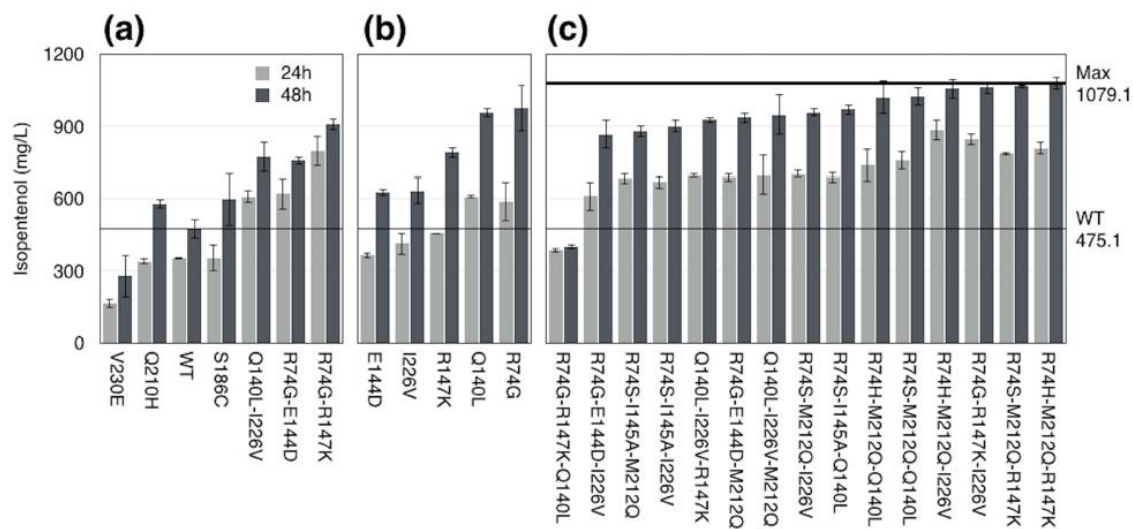 (a)
(b)
(c)
1200
900
600
300
0
Isopentenol (mg/L)
24h
48h
Max
1079.1
WT
475.1
V230E
Q210H
WT
S186C
Q140L-I226V
R74G-E144D
R74G-R147K
E144D
I226V
R147K
Q140L
R74G
R74G-R147K-Q140L
R74G-E144D-I226V
R74S-I145A-M212Q
R74S-I145A-I226V
Q140L-I226V-R147K
R74G-E144D-M212Q
Q140L-I226V-M212Q
R74S-M212Q-I226V
R74S-I145A-Q140L
R74H-M212Q-Q140L
R74S-M212Q-Q140L
R74H-M212Q-I226V
R74G-R147K-I226V
R74S-M212Q-R147K
R74H-M212Q-R147K